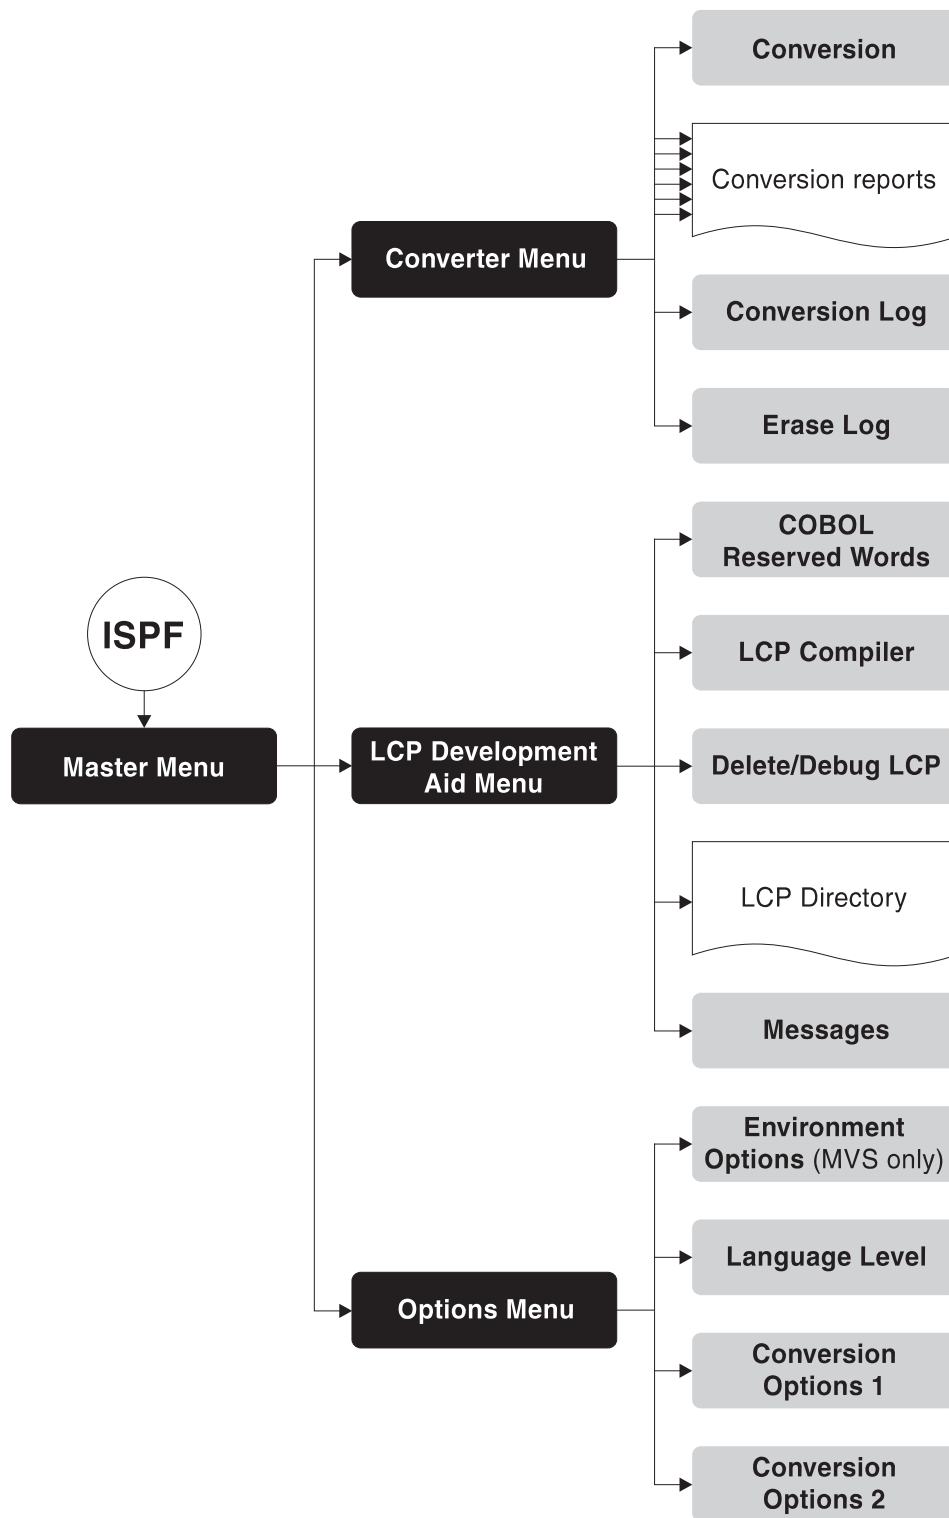 Conversion
Conversion reports
Converter Menu
Conversion Log
Erase Log
COBOL
Reserved Words
ISPF
LCP Compiler
Master Menu
LCP Development
Aid Menu
Delete/Debug LCP
LCP Directory
Messages
Environment
Options (MVS only)
Language Level
Options Menu
Conversion
Options 1
Conversion
Options 2